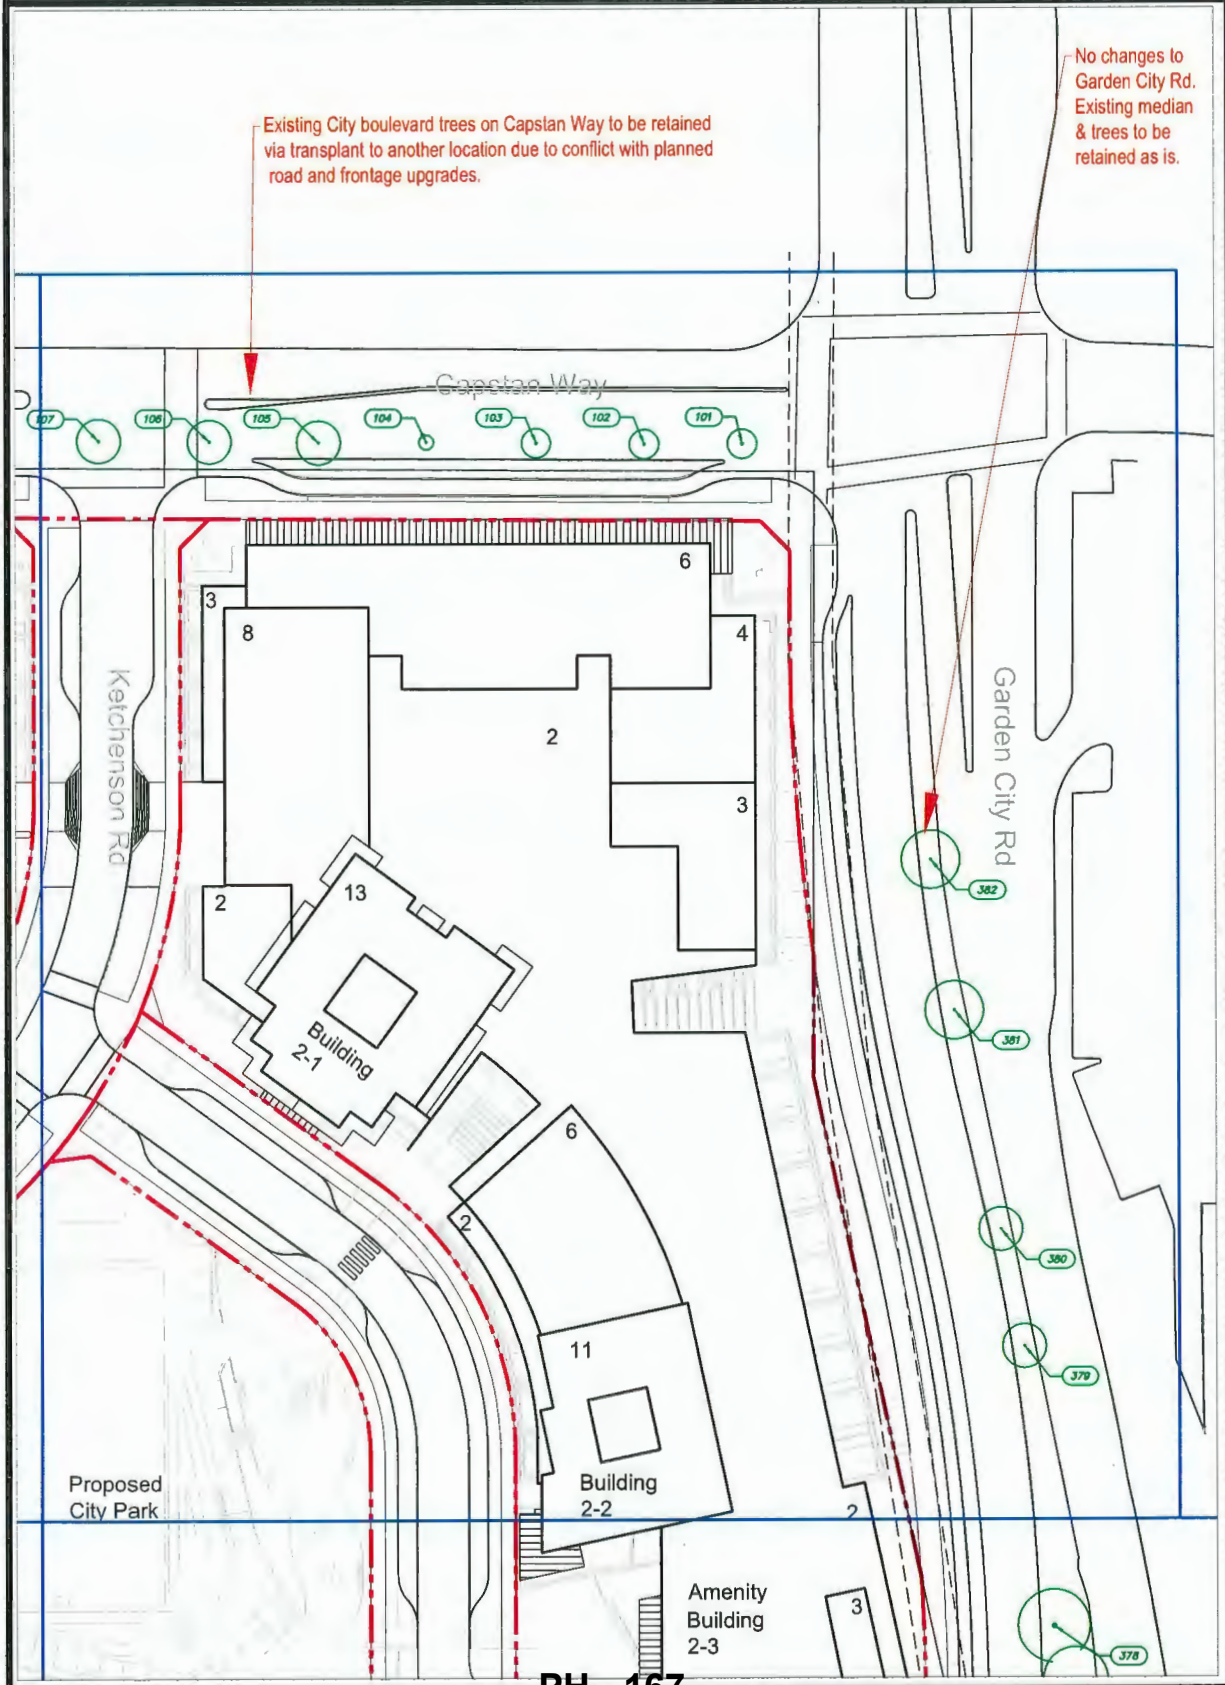 No changes to
Garden City Rd.
Existing median
& trees to be
retained as is.
Existing City boulevard trees on Capstan Way to be retained
via transplant to another location due to conflict with planned
road and frontage upgrades.
Capstan Way
107
106
105
104
103
102
101
6
3
8
4
Ketchenson Rd
2
Garden City Rd
3
382
2
13
381
Building
2-1
6
2
380
11
379
Proposed
City Park
Building
2-2
2
Amenity
Building
2-3
3
378
PH - 167